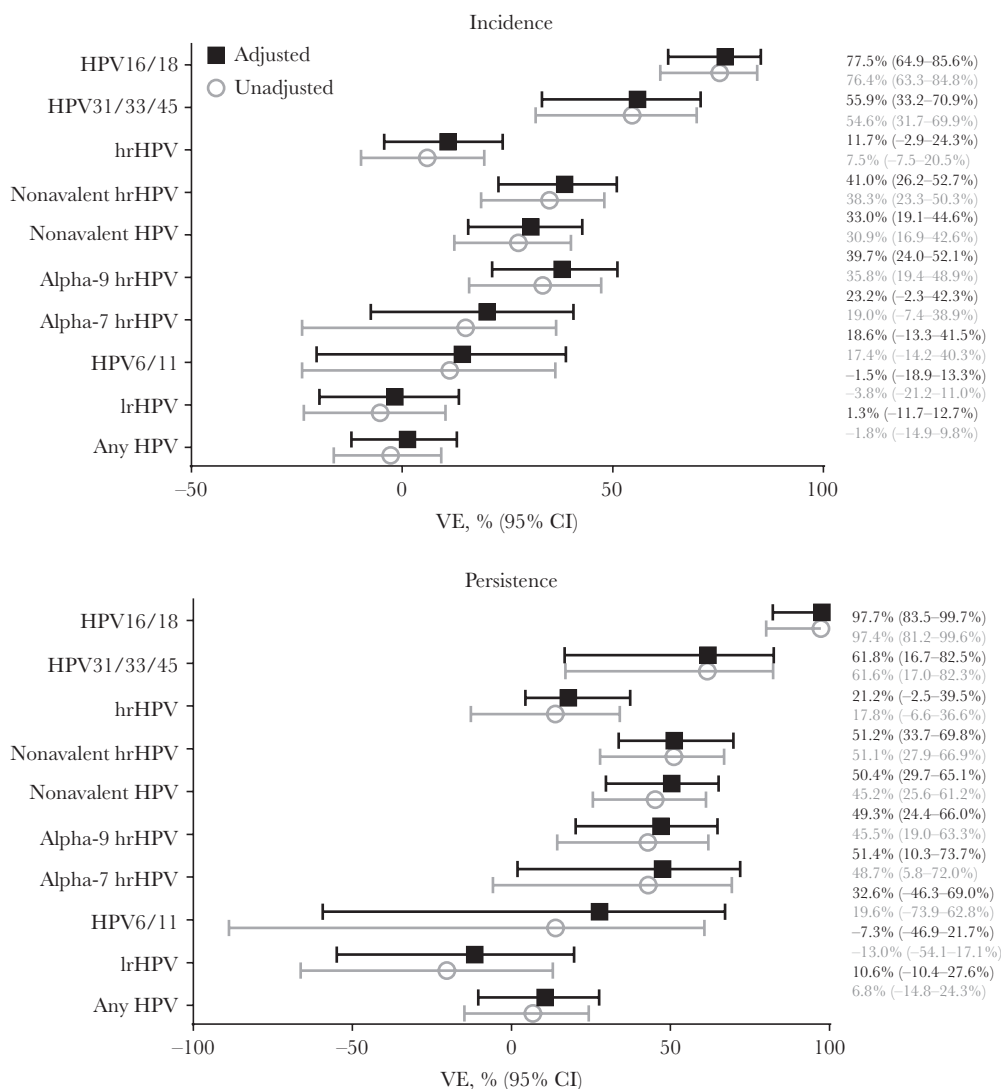 Incidence
Adjusted
Unadjusted
HPV16/18
77.5% (64.9–85.6%)
76.4% (63.3–84.8%)
HPV31/33/45
55.9% (33.2–70.9%)
54.6% (31.7–69.9%)
hrHPV
11.7% (–2.9–24.3%)
7.5% (–7.5–20.5%)
Nonavalent hrHPV
41.0% (26.2–52.7%)
38.3% (23.3–50.3%)
Nonavalent HPV
33.0% (19.1–44.6%)
30.9% (16.9–42.6%)
Alpha-9 hrHPV
39.7% (24.0–52.1%)
35.8% (19.4–48.9%)
Alpha-7 hrHPV
23.2% (–2.3–42.3%)
19.0% (–7.4–38.9%)
HPV6/11
18.6% (–13.3–41.5%)
17.4% (–14.2–40.3%)
lrHPV
–1.5% (–18.9–13.3%)
–3.8% (–21.2–11.0%)
Any HPV
1.3% (–11.7–12.7%)
–1.8% (–14.9–9.8%)
–50 0 50 100
VE, % (95% CI)
Persistence
HPV16/18
97.7% (83.5–99.7%)
97.4% (81.2–99.6%)
HPV31/33/45
61.8% (16.7–82.5%)
61.6% (17.0–82.3%)
hrHPV
21.2% (–2.5–39.5%)
17.8% (–6.6–36.6%)
Nonavalent hrHPV
51.2% (33.7–69.8%)
51.1% (27.9–66.9%)
Nonavalent HPV
50.4% (29.7–65.1%)
45.2% (25.6–61.2%)
Alpha-9 hrHPV
49.3% (24.4–66.0%)
45.5% (19.0–63.3%)
Alpha-7 hrHPV
51.4% (10.3–73.7%)
48.7% (5.8–72.0%)
HPV6/11
32.6% (–46.3–69.0%)
19.6% (–73.9–62.8%)
lrHPV
–7.3% (–46.9–21.7%)
–13.0% (–54.1–17.1%)
Any HPV
10.6% (–10.4–27.6%)
6.8% (–14.8–24.3%)
–100 –50 0 50 100
VE, % (95% CI)